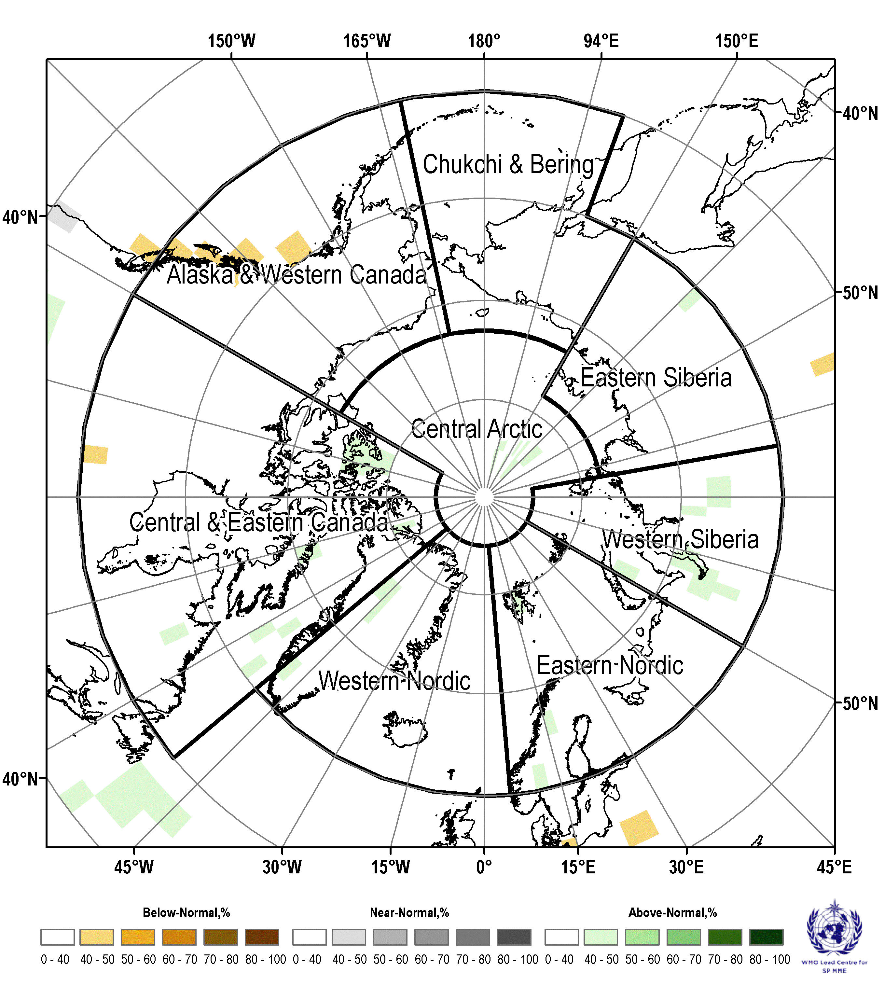 150°W 165°W 180° 94°E 150°E
40°N
Chukchi & Bering
40°N
Alaska & Western Canada
50°N
Eastern Siberia
Central Arctic
Central & Eastern Canada
Western Siberia
Eastern Nordic
Western Nordic
50°N
40°N
45°W 30°W 15°W 0° 15°E 30°E 45°E
Below-Normal,% Near-Normal,% Above-Normal,%
0 - 40 40 - 50 50 - 60 60 - 70 70 - 80 80 - 100 0 - 40 40 - 50 50 - 60 60 - 70 70 - 80 80 - 100 0 - 40 40 - 50 50 - 60 60 - 70 70 - 80 80 - 100
WMO Lead Centre for
SP MME